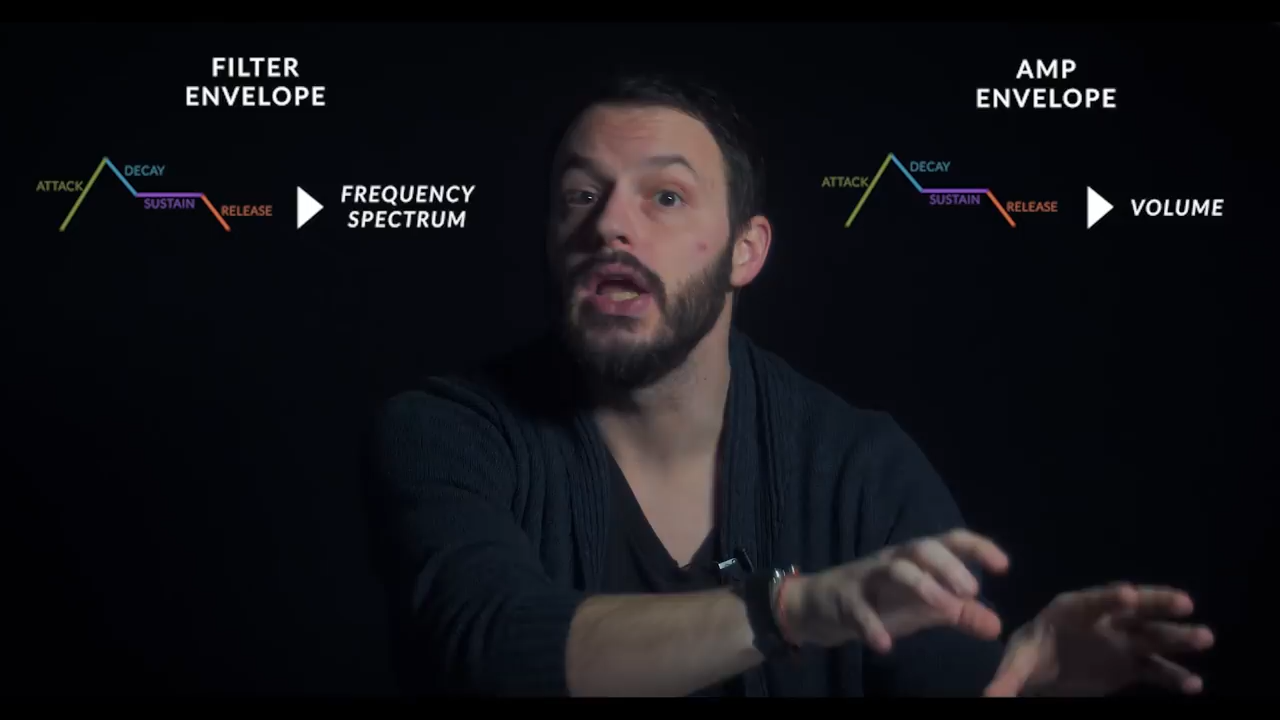 FILTER
ENVELOPE
ATTACK
DECAY
SUSTAIN
RELEASE
FREQUENCY
SPECTRUM
AMP
ENVELOPE
ATTACK
DECAY
SUSTAIN
RELEASE
VOLUME